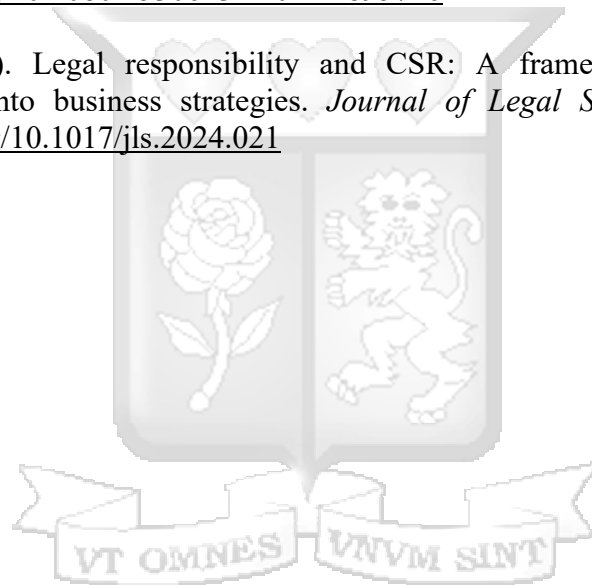 ). Legal responsibility and CSR: A frame
nto business strategies. Journal of Legal S
/10.1017/jls.2024.021
VT OMNES VNVM SINT